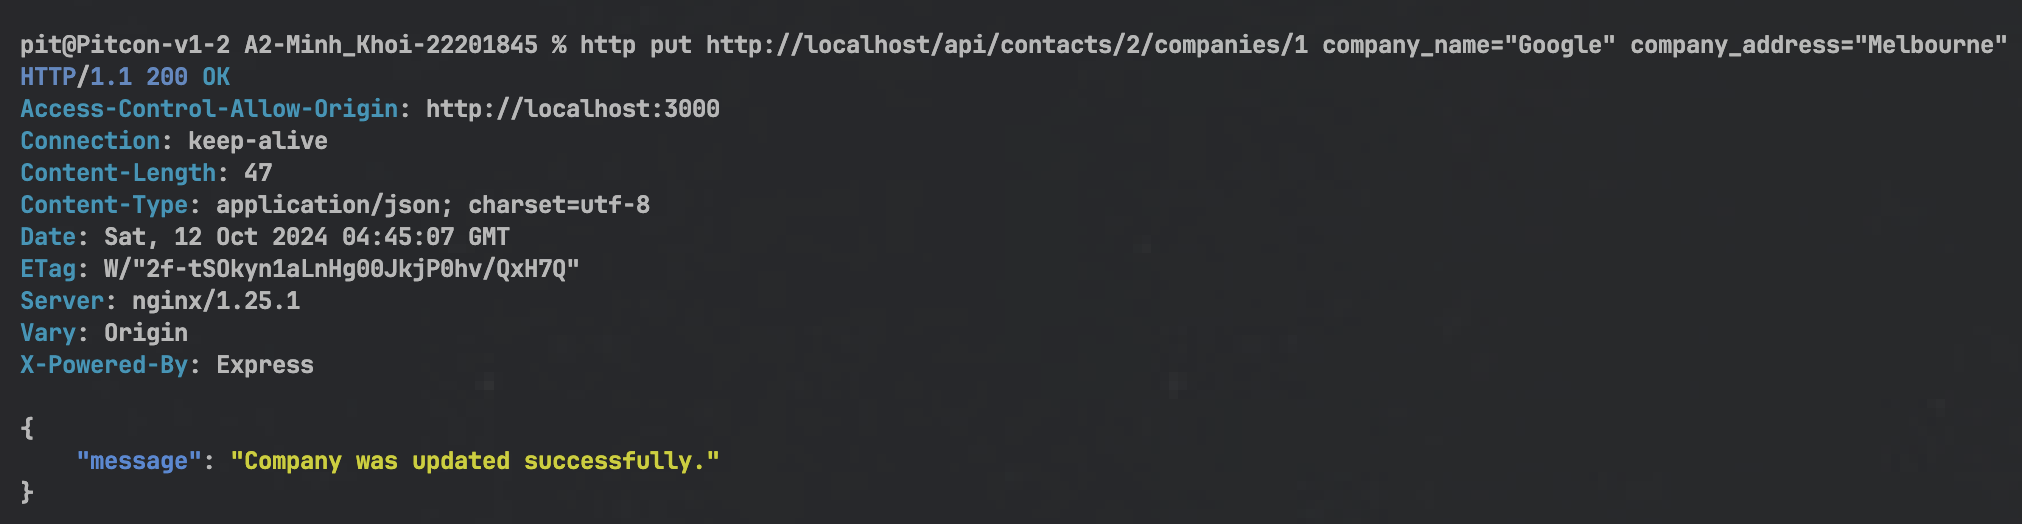 pit@Pitcon-v1-2 A2-Minh_Khoi-22201845 % http put http://localhost/api/contacts/2/companies/1 company_name="Google" company_address="Melbourne"
HTTP/1.1 200 OK
Access-Control-Allow-Origin: http://localhost:3000
Connection: keep-alive
Content-Length: 47
Content-Type: application/json; charset=utf-8
Date: Sat, 12 Oct 2024 04:45:07 GMT
ETag: W/"2f-tSOkyn1aLnHg00JkjP0hv/QxH7Q"
Server: nginx/1.25.1
Vary: Origin
X-Powered-By: Express
{
    "message": "Company was updated successfully."
}